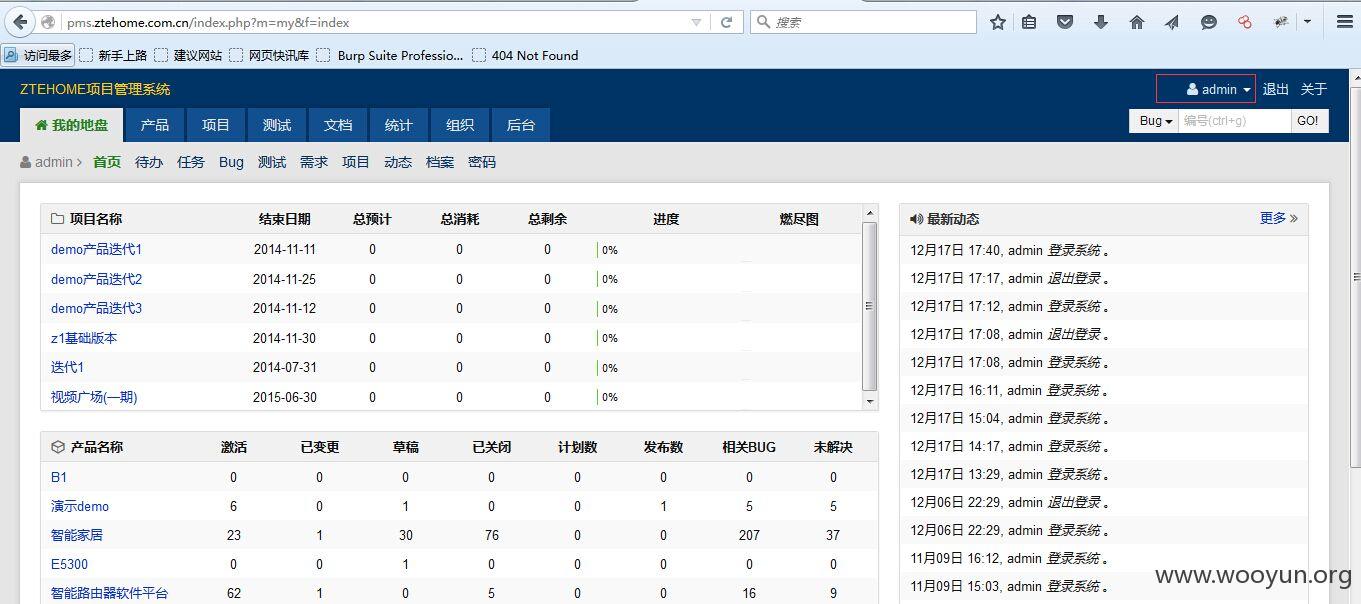 pms.ztehome.com.cn/index.php?m=my&f=index 搜索
访问最多 新手上路 建议网站 网页快讯库 Burp Suite Professio... 404 Not Found
ZTEHOME项目管理系统 admin 退出 关于
我的地盘 产品 项目 测试 文档 统计 组织 后台 Bug 编号(ctrl+g) GO!
admin 首页 待办 任务 Bug 测试 需求 项目 动态 档案 密码
项目名称 结束日期 总预计 总消耗 总剩余 进度 燃尽图
demo产品迭代1 2014-11-11 0 0 0 0%
demo产品迭代2 2014-11-25 0 0 0 0%
demo产品迭代3 2014-11-12 0 0 0 0%
z1基础版本 2014-11-30 0 0 0 0%
迭代1 2014-07-31 0 0 0 0%
视频广场(一期) 2015-06-30 0 0 0 0%
产品名称 激活 已变更 草稿 已关闭 计划数 发布数 相关BUG 未解决
B1 0 0 0 0 0 0 0 0
演示demo 6 0 1 0 0 1 5 5
智能家居 23 1 30 76 0 0 207 37
E5300 0 0 1 0 0 0 0 0
智能路由器软件平台 62 1 0 5 0 0 16 9
最新动态 更多
12月17日 17:40, admin 登录系统 。
12月17日 17:17, admin 退出登录 。
12月17日 17:12, admin 登录系统 。
12月17日 17:08, admin 退出登录 。
12月17日 17:08, admin 登录系统 。
12月17日 16:11, admin 登录系统 。
12月17日 15:04, admin 登录系统 。
12月17日 14:17, admin 登录系统 。
12月17日 13:29, admin 登录系统 。
12月06日 22:29, admin 退出登录 。
12月06日 22:29, admin 登录系统 。
11月09日 16:12, admin 登录系统 。
11月09日 15:03, admin 登录系统 。
www.wooyun.org